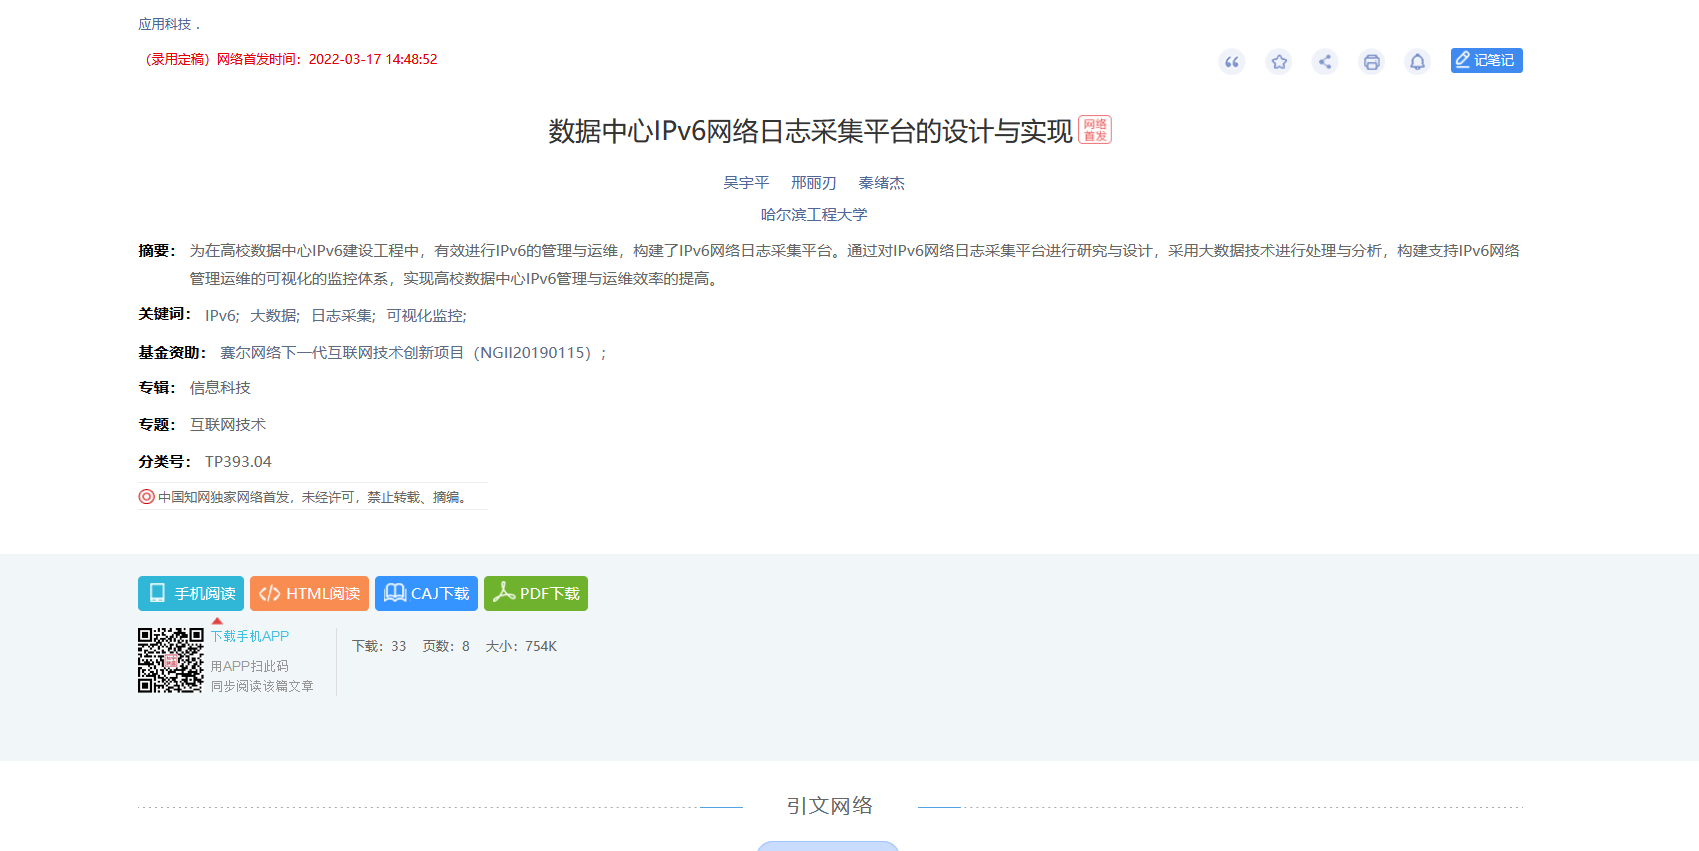 应用科技 .
（录用定稿）网络首发时间：2022-03-17 14:48:52
记笔记
数据中心IPv6网络日志采集平台的设计与实现 网络首发
吴宇平 邢丽刃 秦绪杰
哈尔滨工程大学
摘要： 为在高校数据中心IPv6建设工程中，有效进行IPv6的管理与运维，构建了IPv6网络日志采集平台。通过对IPv6网络日志采集平台进行研究与设计，采用大数据技术进行处理与分析，构建支持IPv6网络
管理运维的可视化的监控体系，实现高校数据中心IPv6管理与运维效率的提高。
关键词： IPv6; 大数据; 日志采集; 可视化监控;
基金资助： 赛尔网络下一代互联网技术创新项目（NGII20190115）;
专辑： 信息科技
专题： 互联网技术
分类号： TP393.04
中国知网独家网络首发，未经许可，禁止转载、摘编。
手机阅读 HTML阅读 CAJ下载 PDF下载
下载手机APP
用APP扫此码
同步阅读该篇文章
下载：33 页数：8 大小：754K
引文网络